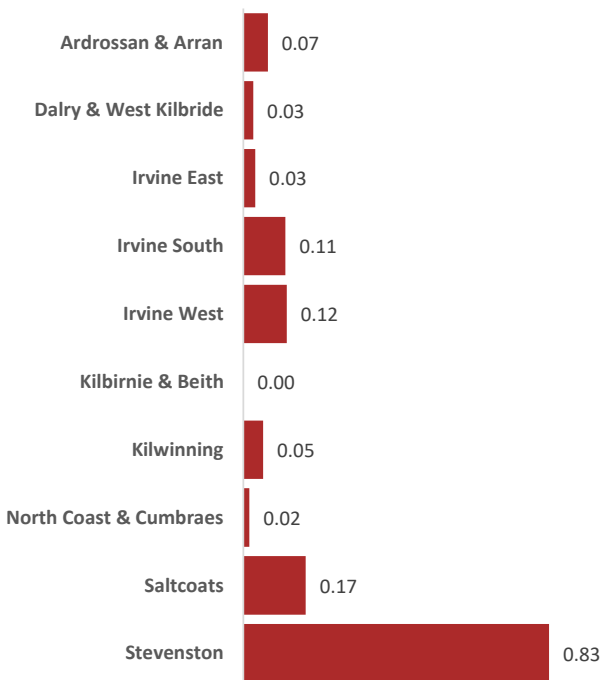 Ardrossan & Arran 0.07
Dalry & West Kilbride 0.03
Irvine East 0.03
Irvine South 0.11
Irvine West 0.12
Kilbirnie & Beith 0.00
Kilwinning 0.05
North Coast & Cumbraes 0.02
Saltcoats 0.17
Stevenston 0.83